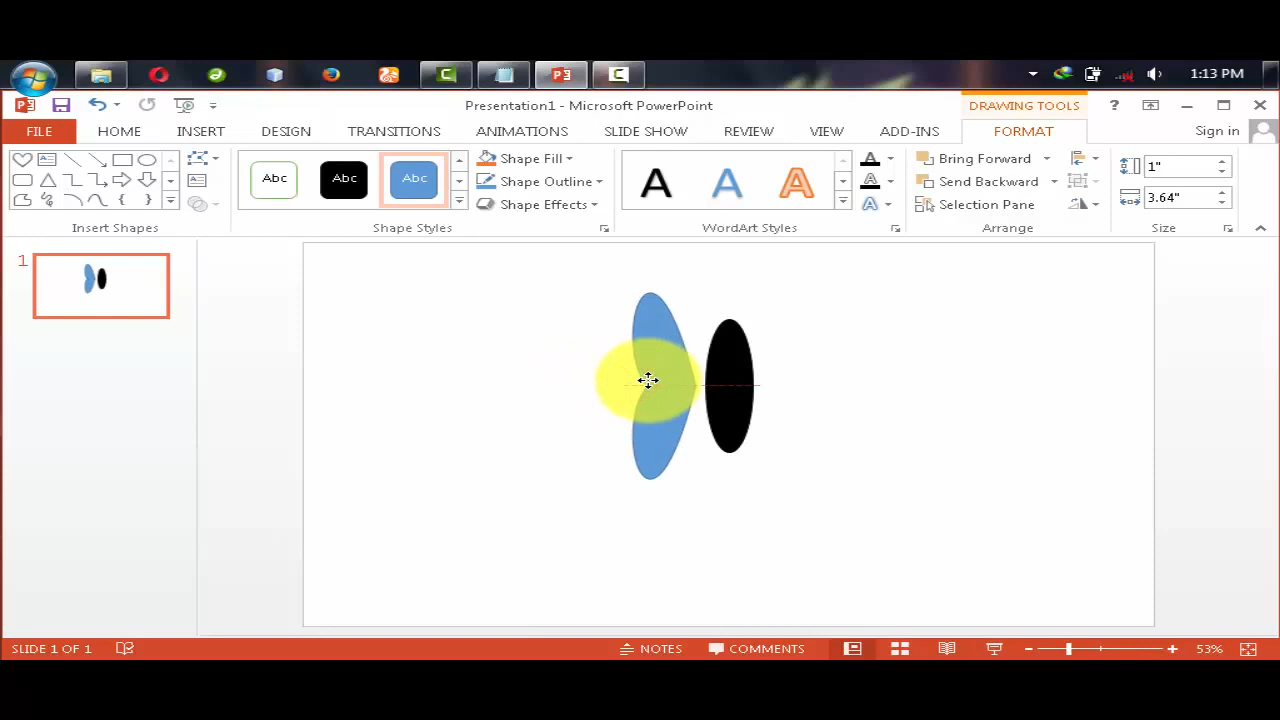 1:13 PM
Presentation1 - Microsoft PowerPoint
DRAWING TOOLS
FILE HOME INSERT DESIGN TRANSITIONS ANIMATIONS SLIDE SHOW REVIEW VIEW ADD-INS FORMAT Sign in
Abc Abc Abc
Shape Fill
Shape Outline
Shape Effects
A A A
Bring Forward
Send Backward
Selection Pane
1"
3.64"
Insert Shapes Shape Styles WordArt Styles Arrange Size
1
SLIDE 1 OF 1 NOTES COMMENTS 53%